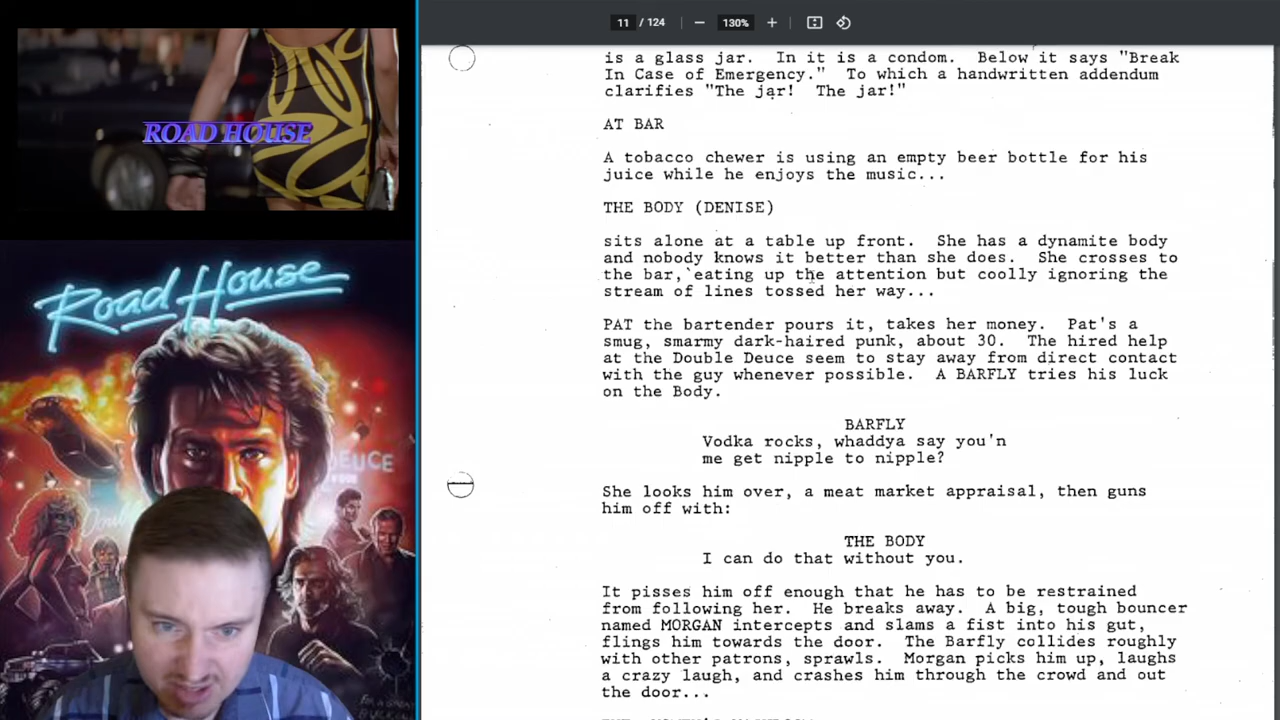 ROAD HOUSE
Road House
DEUCE
11 / 124
130%
is a glass jar. In it is a condom. Below it says "Break
In Case of Emergency." To which a handwritten addendum
clarifies "The jar! The jar!"
AT BAR
A tobacco chewer is using an empty beer bottle for his
juice while he enjoys the music...
THE BODY (DENISE)
sits alone at a table up front. She has a dynamite body
and nobody knows it better than she does. She crosses to
the bar, eating up the attention but coolly ignoring the
stream of lines tossed her way...
PAT the bartender pours it, takes her money. Pat's a
smug, smarmy dark-haired punk, about 30. The hired help
at the Double Deuce seem to stay away from direct contact
with the guy whenever possible. A BARFLY tries his luck
on the Body.
BARFLY
Vodka rocks, whaddya say you'n
me get nipple to nipple?
She looks him over, a meat market appraisal, then guns
him off with:
THE BODY
I can do that without you.
It pisses him off enough that he has to be restrained
from following her. He breaks away. A big, tough bouncer
named MORGAN intercepts and slams a fist into his gut,
flings him towards the door. The Barfly collides roughly
with other patrons, sprawls. Morgan picks him up, laughs
a crazy laugh, and crashes him through the crowd and out
the door...